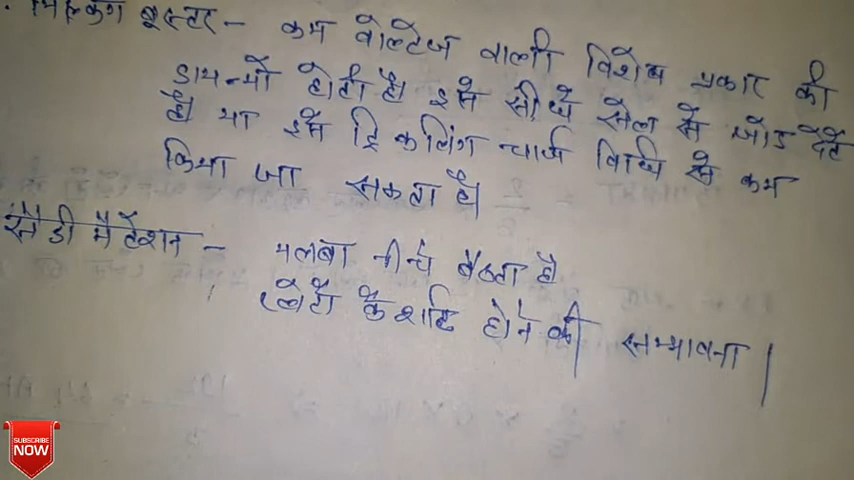 मिल्किंग बूस्टर – कम वोल्टेज वाली विशेष प्रकार की
डायनमो होती है। इसे सीधे सेल से जोड देते
है। या इसे ट्रिकलिंग चार्ज विधि से कम
किया जा सकता है।
सैडीमैटेशन – मलबा नीचे बैठता है
प्लेटों के शार्ट होने की सम्भावना।
SUBSCRIBE
NOW